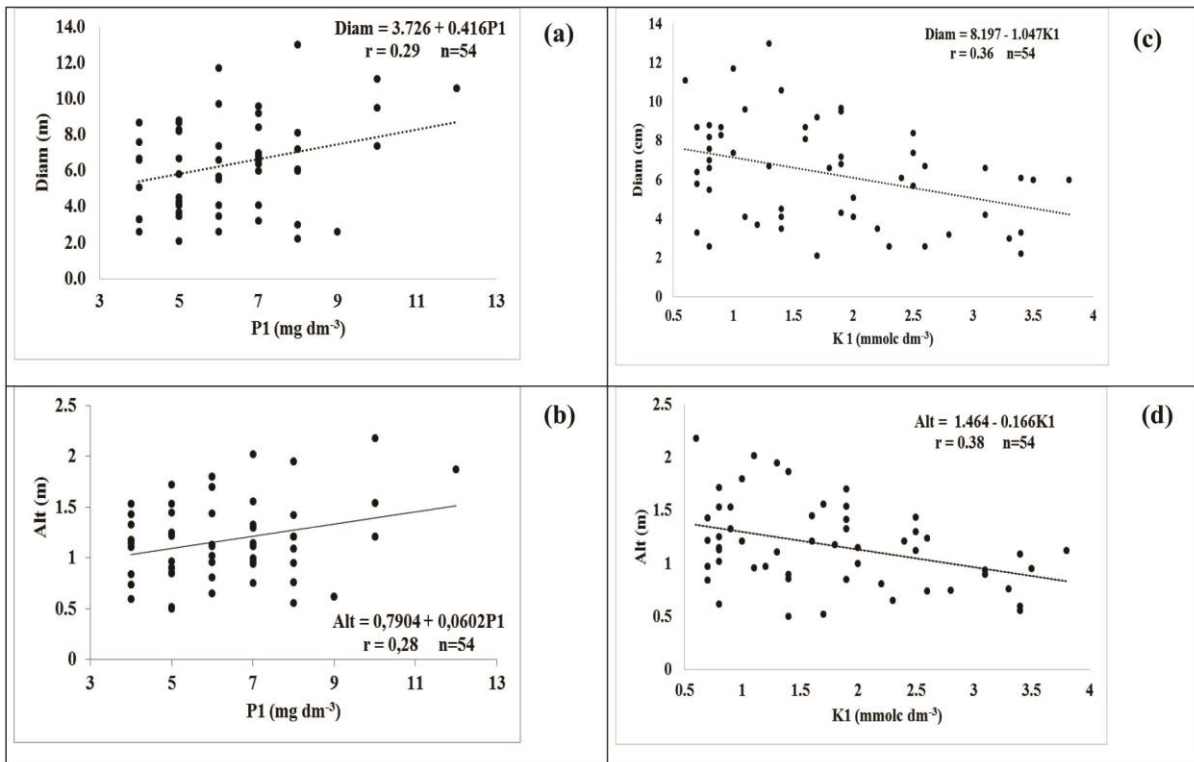 Diam = 3.726 + 0.416P1
r = 0.29 n=54
(a)
Diam (m)
14.0
12.0
10.0
8.0
6.0
4.0
2.0
0.0
3 5 7 9 11 13
P1 (mg dm-3)
Diam = 8.197 - 1.047K1
r = 0.36 n=54
(c)
Diam (cm)
14
12
10
8
6
4
2
0
0.5 1 1.5 2 2.5 3 3.5 4
K 1 (mmolc dm-3)
(b)
Alt (m)
2.5
2
1.5
1
0.5
0
Alt = 0,7904 + 0,0602P1
r = 0,28 n=54
3 5 7 9 11 13
P1 (mg dm-3)
Alt = 1.464 - 0.166K1
r = 0.38 n=54
(d)
Alt (m)
2.5
2
1.5
1
0.5
0
0.5 1 1.5 2 2.5 3 3.5 4
K1 (mmolc dm-3)